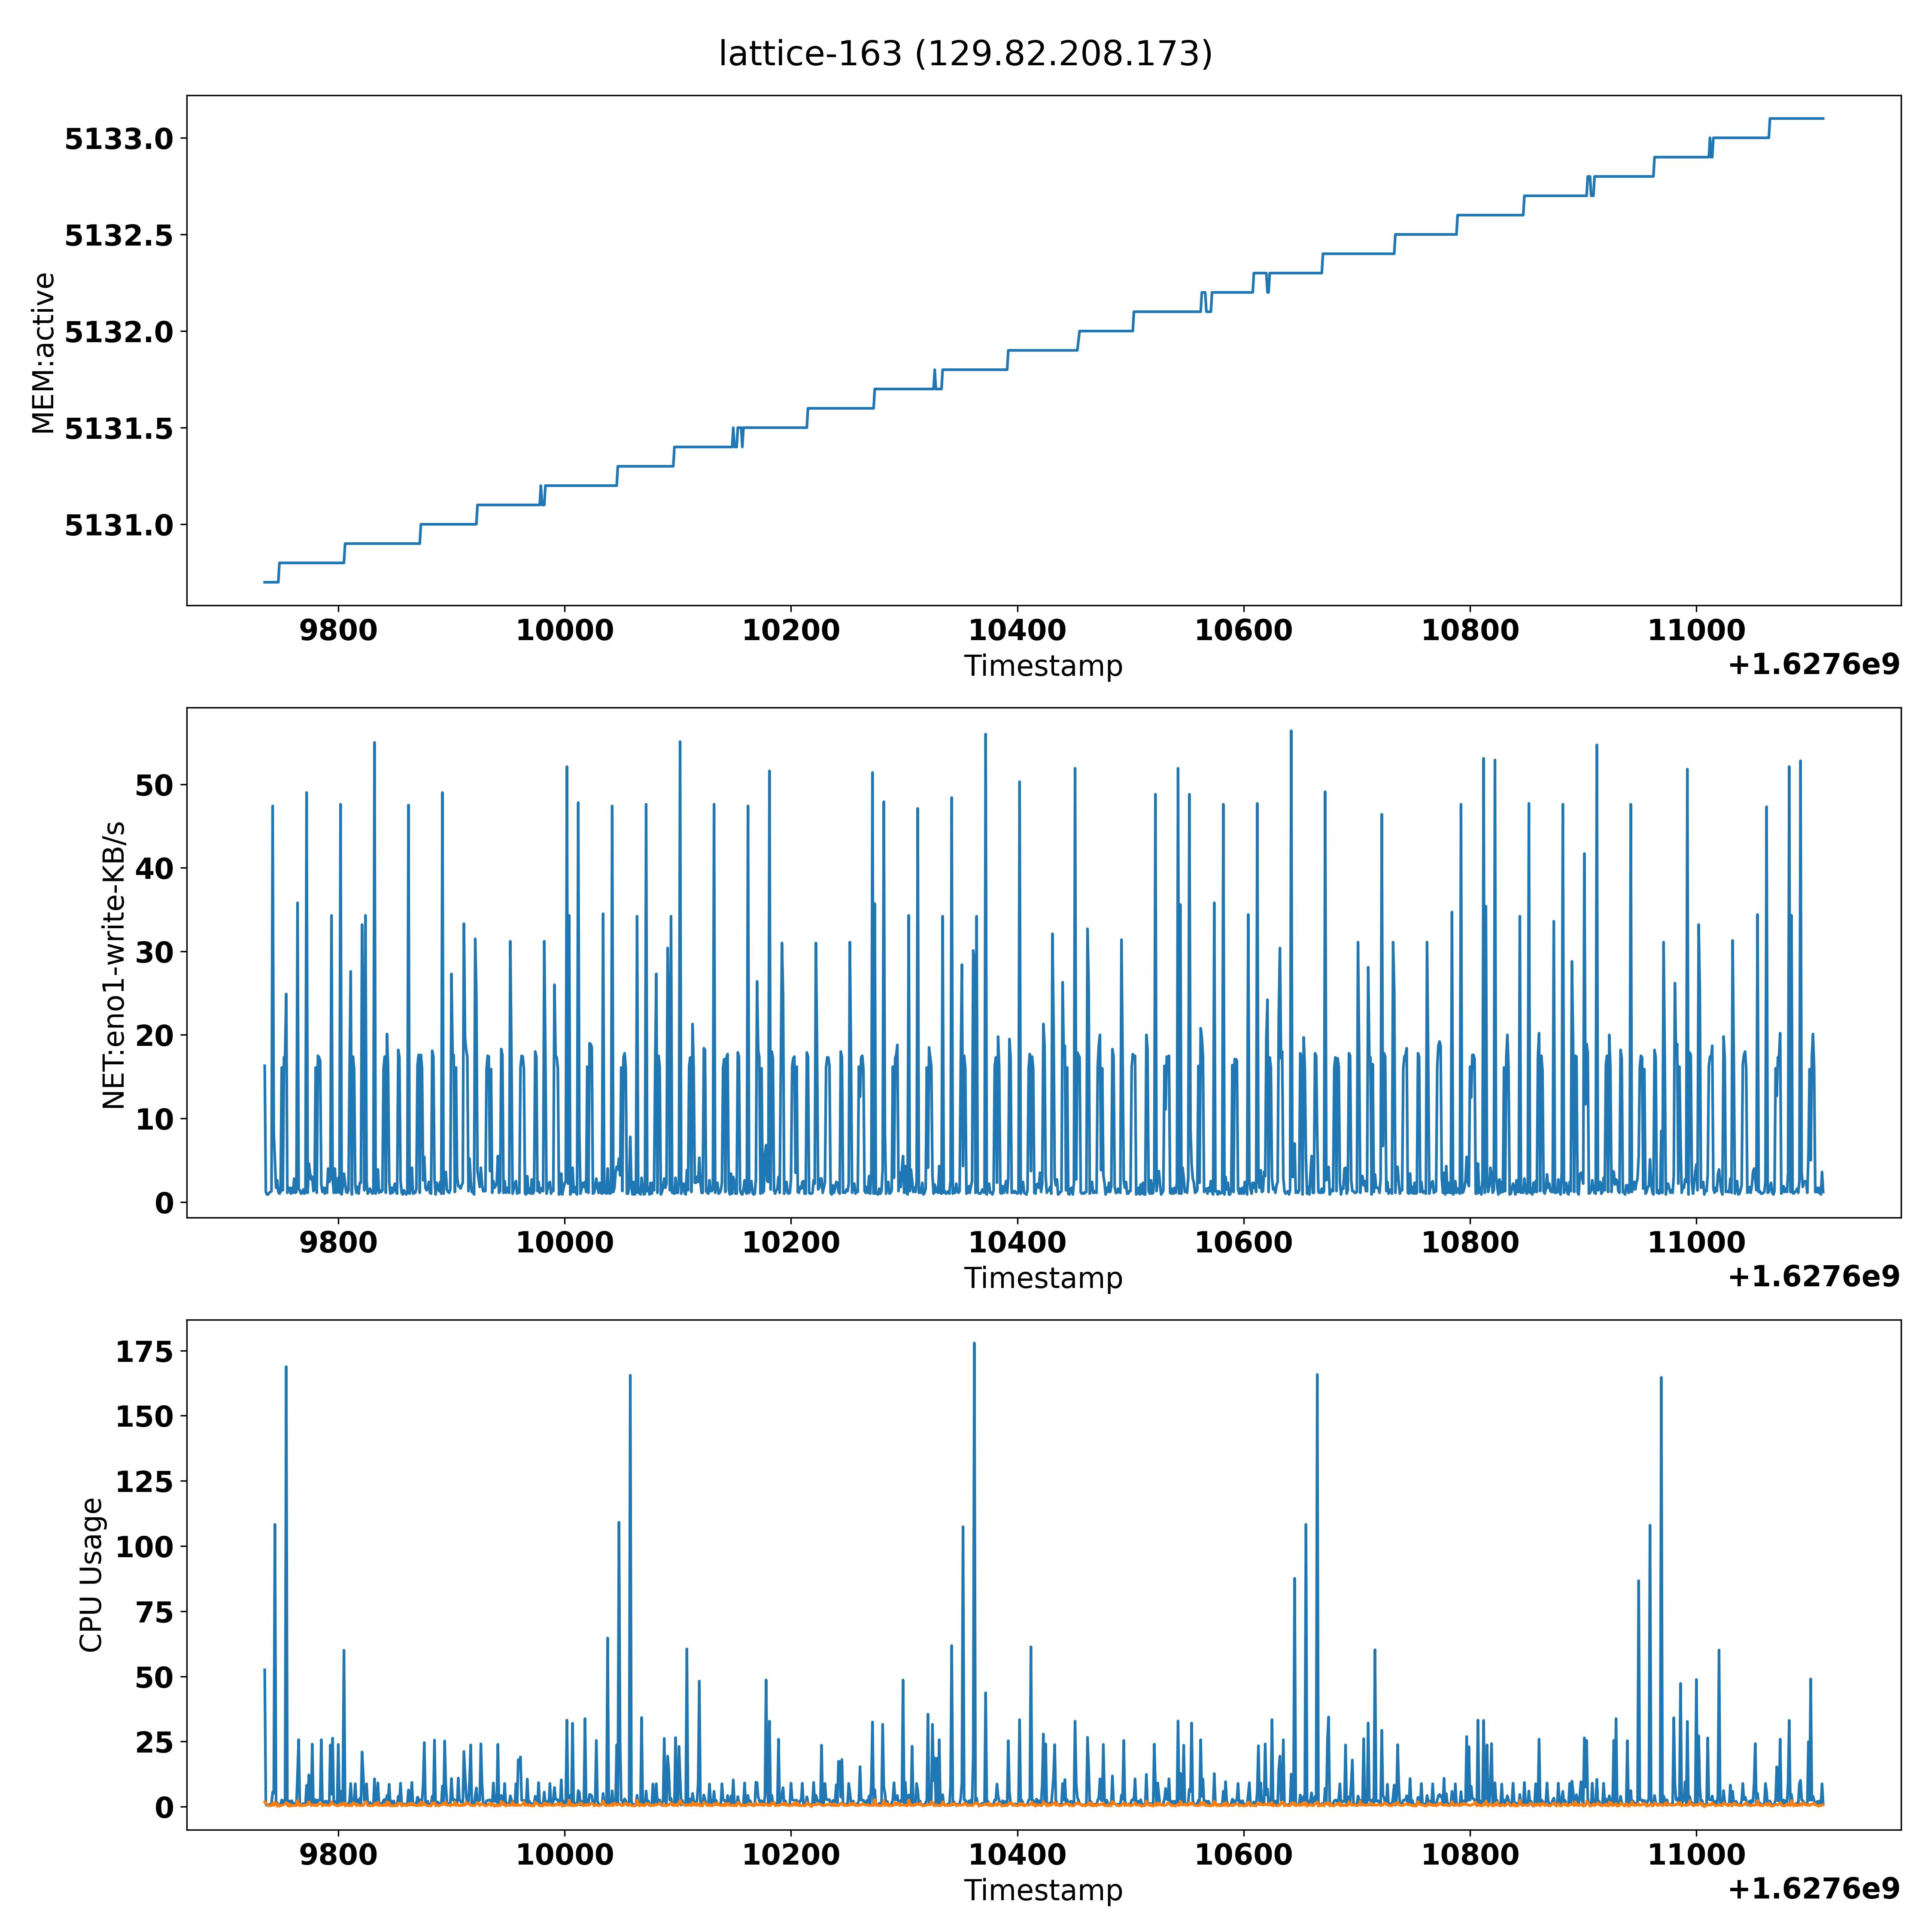 lattice-163 (129.82.208.173)
MEM:active
5133.0
5132.5
5132.0
5131.5
5131.0
9800 10000 10200 10400 10600 10800 11000
Timestamp
+1.6276e9
NET:eno1-write-KB/s
50
40
30
20
10
0
9800 10000 10200 10400 10600 10800 11000
Timestamp
+1.6276e9
CPU Usage
175
150
125
100
75
50
25
0
9800 10000 10200 10400 10600 10800 11000
Timestamp
+1.6276e9